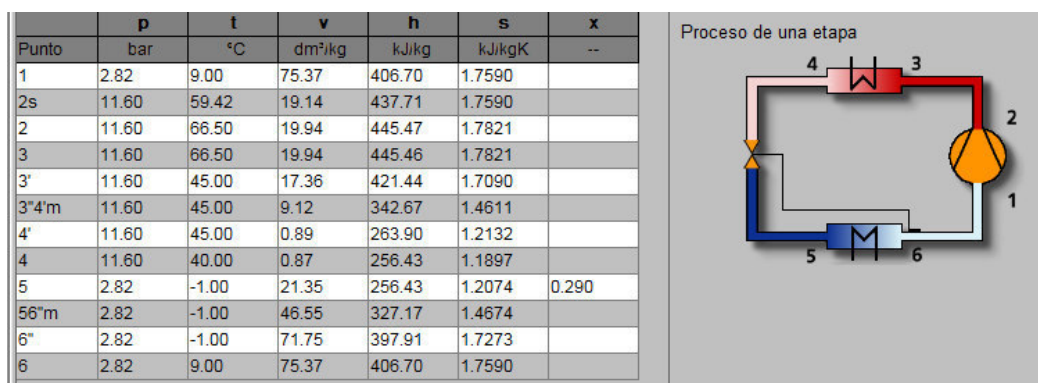 p t v h s x
Punto bar °C dm³/kg kJ/kg kJ/kgK --
1 2.82 9.00 75.37 406.70 1.7590
2s 11.60 59.42 19.14 437.71 1.7590
2 11.60 66.50 19.94 445.47 1.7821
3 11.60 66.50 19.94 445.46 1.7821
3' 11.60 45.00 17.36 421.44 1.7090
3"4'm 11.60 45.00 9.12 342.67 1.4611
4' 11.60 45.00 0.89 263.90 1.2132
4 11.60 40.00 0.87 256.43 1.1897
5 2.82 -1.00 21.35 256.43 1.2074 0.290
56"m 2.82 -1.00 46.55 327.17 1.4674
6" 2.82 -1.00 71.75 397.91 1.7273
6 2.82 9.00 75.37 406.70 1.7590
Proceso de una etapa
4 3
2
1
5 6